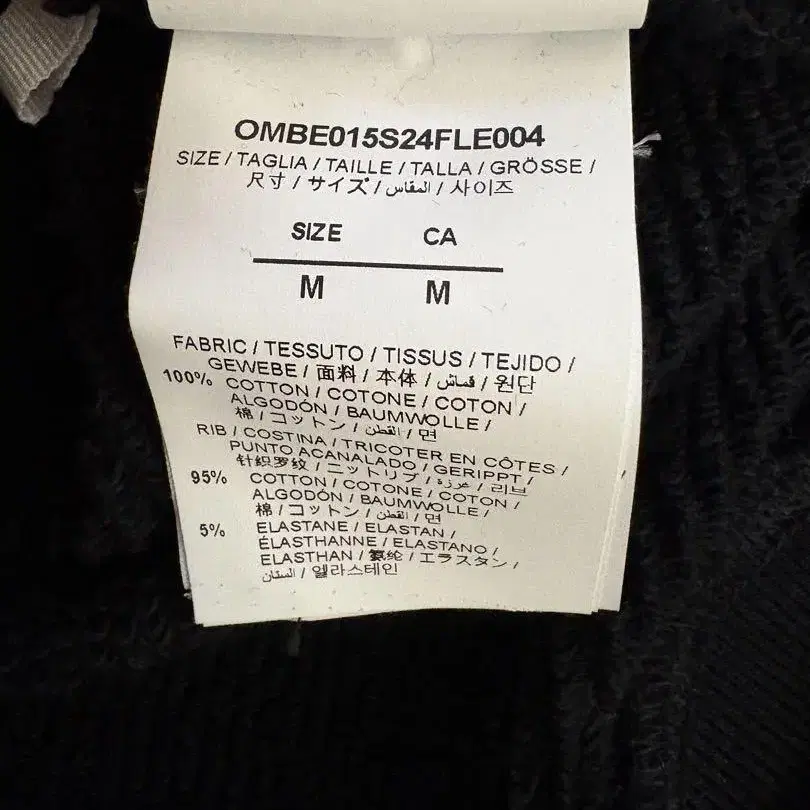 OMBE015S24FLE004
SIZE / TAGLIA / TAILLE / TALLA / GRÖSSE /
尺寸 / サイズ / المقاس / 사이즈
SIZE CA
M M
FABRIC / TESSUTO / TISSUS / TEJIDO /
GEWEBE / 面料 / 本体 / قماش / 원단
100% COTTON / COTONE / COTON /
ALGODÓN / BAUMWOLLE /
棉 / コットン / القطن / 면
RIB / COSTINA / TRICOTER EN CÔTES /
PUNTO ACANALADO / GERIPPT /
针织罗纹 / ニットリブ / غرزة / 리브
95% COTTON / COTONE / COTON /
ALGODÓN / BAUMWOLLE /
棉 / コットン / القطن / 면
5% ELASTANE / ELASTAN /
ÉLASTHANNE / ELASTANO /
ELASTHAN / 氨纶 / エラスタン /
/ 엘라스테인